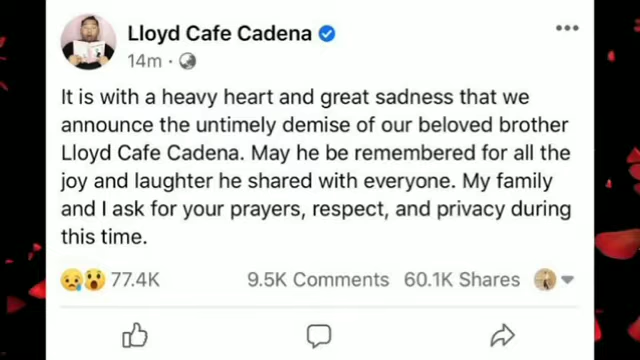 Lloyd Cafe Cadena
14m ·
It is with a heavy heart and great sadness that we
announce the untimely demise of our beloved brother
Lloyd Cafe Cadena. May he be remembered for all the
joy and laughter he shared with everyone. My family
and I ask for your prayers, respect, and privacy during
this time.
77.4K 9.5K Comments 60.1K Shares